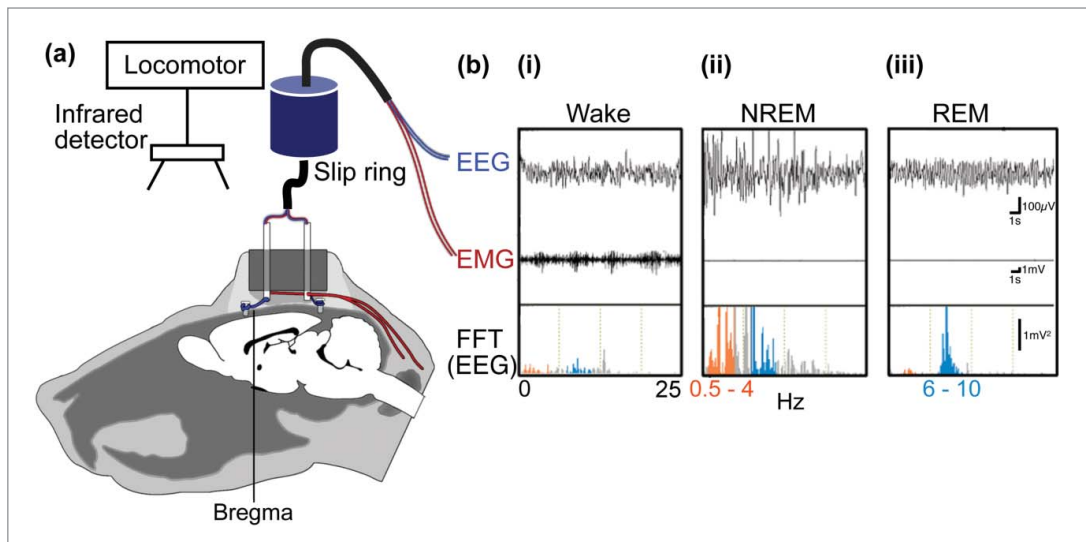 (a)
Locomotor
Infrared
detector
Slip ring
EEG
EMG
FFT
(EEG)
Bregma
(b)
(i)
(ii)
(iii)
Wake
NREM
REM
100μV
1s
1mV
1s
1mV²
0
25
0.5 - 4
Hz
6 - 10